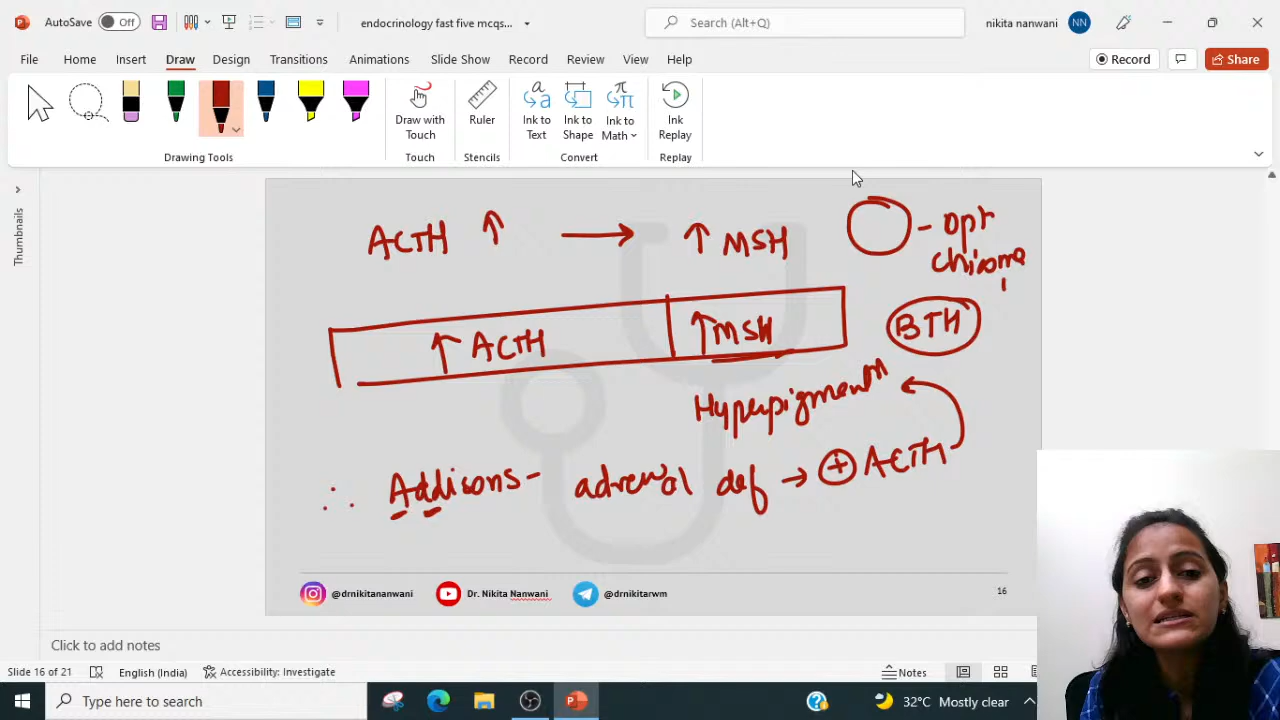 AutoSave Off endocrinology fast five mcqs... Search (Alt+Q) nikita nanwani NN
File Home Insert Draw Design Transitions Animations Slide Show Record Review View Help Record Share
Draw with Touch
Ruler
Ink to Text
Ink to Shape
Ink to Math
Ink Replay
Drawing Tools Touch Stencils Convert Replay
Thumbnails
ACTH ↑ → ↑ MSH
- opt
chiasma
↑ ACTH ↑ MSH
BTH
Hyperpigmentn
∴ Addisons - adrenal def → + ACTH
@drnikitananwani Dr. Nikita Nanwani @drnikitarwm 16
Click to add notes
Slide 16 of 21 English (India) Accessibility: Investigate Notes
Type here to search 32°C Mostly clear